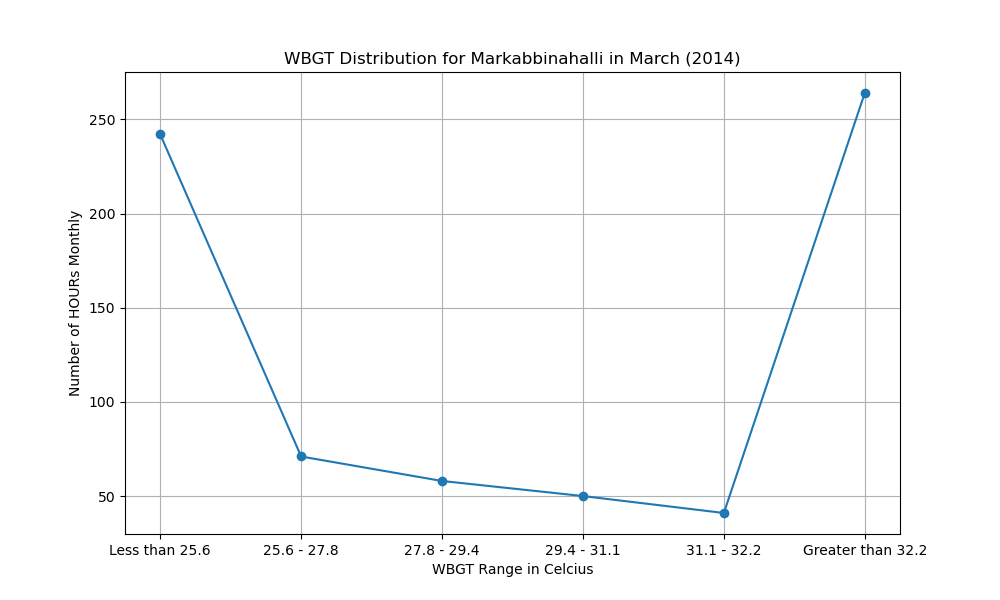 WBGT Distribution for Markabbinahalli in March (2014)
Number of HOURs Monthly
250
200
150
100
50
Less than 25.6
25.6 - 27.8
27.8 - 29.4
29.4 - 31.1
31.1 - 32.2
Greater than 32.2
WBGT Range in Celcius